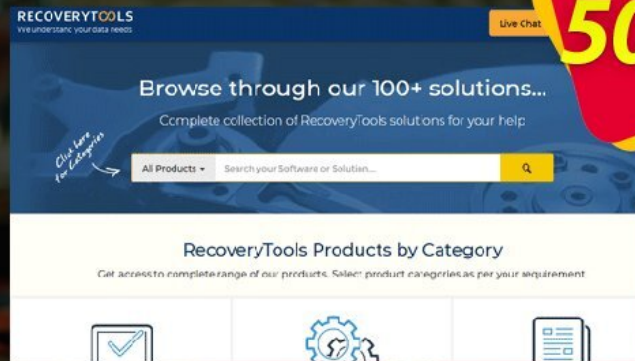 RECOVERYTOOLS
We understand your data needs
Live Chat
50
Browse through our 100+ solutions...
Complete collection of RecoveryTools solutions for your help
Click here
for Categories
All Products
Search your Software or Solution...
RecoveryTools Products by Category
Get access to complete range of our products. Select product categories as per your requirement